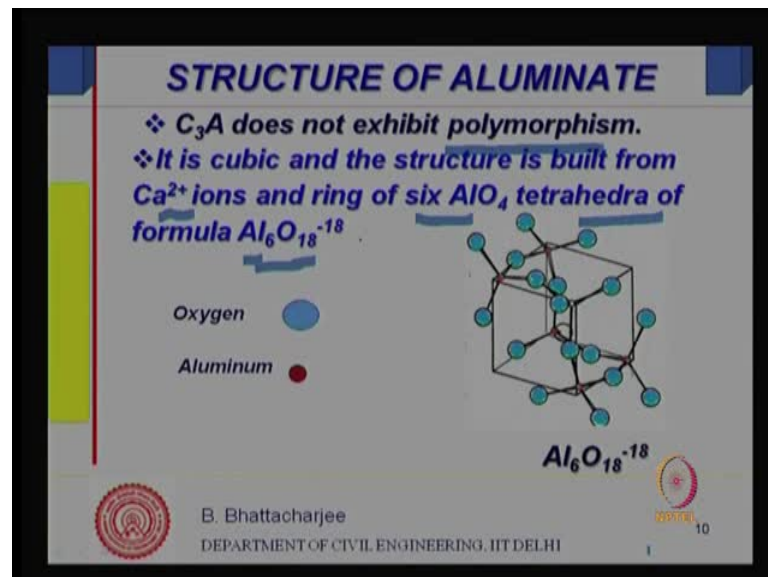 STRUCTURE OF ALUMINATE
❖ C₃A does not exhibit polymorphism.
❖It is cubic and the structure is built from
Ca²⁺ ions and ring of six AlO₄ tetrahedra of
formula Al₆O₁₈⁻¹⁸ .
Oxygen
Aluminum
Al₆O₁₈⁻¹⁸
B. Bhattacharjee
DEPARTMENT OF CIVIL ENGINEERING, IIT DELHI
NPTEL
10
1